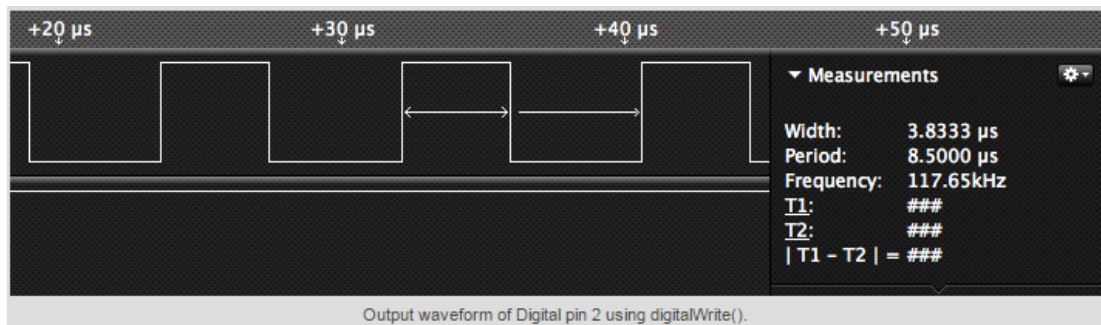 +20 µs +30 µs +40 µs +50 µs
Measurements
Width: 3.8333 µs
Period: 8.5000 µs
Frequency: 117.65kHz
T1: ###
T2: ###
| T1 - T2 | = ###
Output waveform of Digital pin 2 using digitalWrite().